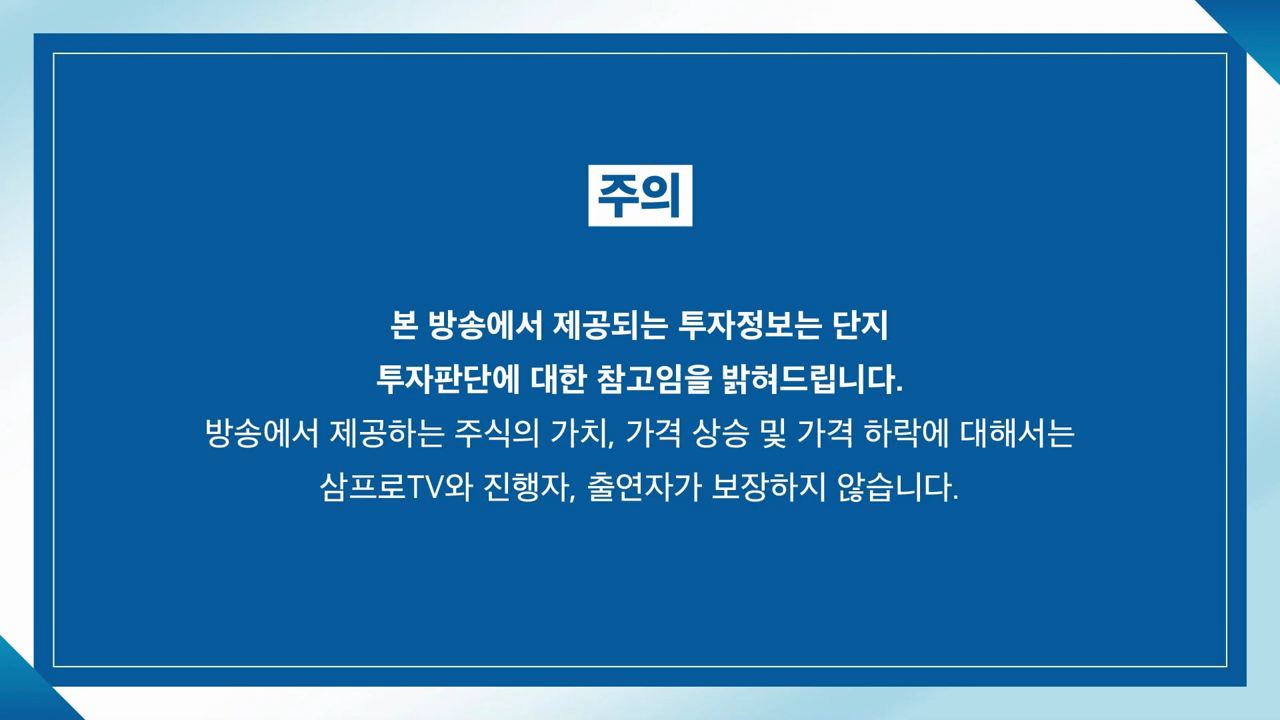 주의
본 방송에서 제공되는 투자정보는 단지
투자판단에 대한 참고임을 밝혀드립니다.
방송에서 제공하는 주식의 가치, 가격 상승 및 가격 하락에 대해서는
삼프로TV와 진행자, 출연자가 보장하지 않습니다.